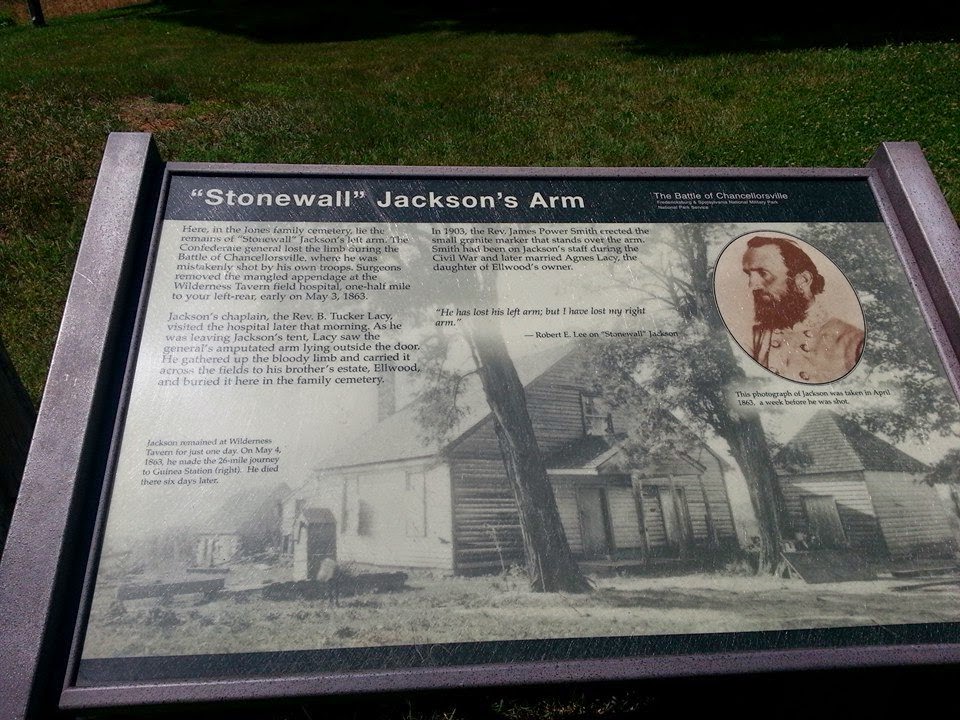 "Stonewall" Jackson's Arm
The Battle of Chancellorsville
Fredericksburg & Spotsylvania National Military Park
National Park Service
Here, in the Jones family cemetery, lie the
remains of "Stonewall" Jackson's left arm. The
Confederate general lost the limb during the
Battle of Chancellorsville, where he was
mistakenly shot by his own troops. Surgeons
removed the mangled appendage at the
Wilderness Tavern field hospital, one-half mile
to your left-rear, early on May 3, 1863.
Jackson's chaplain, the Rev. B. Tucker Lacy,
visited the hospital later that morning. As he
was leaving Jackson's tent, Lacy saw the
general's amputated arm lying outside the door.
He gathered up the bloody limb and carried it
across the fields to his brother's estate, Ellwood,
and buried it here in the family cemetery.
In 1903, the Rev. James Power Smith erected the
small granite marker that stands over the arm.
Smith had been on Jackson's staff during the
Civil War and later married Agnes Lacy, the
daughter of Ellwood's owner.
"He has lost his left arm; but I have lost my right
arm."
— Robert E. Lee on "Stonewall" Jackson
This photograph of Jackson was taken in April
1863, a week before he was shot.
Jackson remained at Wilderness
Tavern for just one day. On May 4,
1863, he made the 26-mile journey
to Guinea Station (right). He died
there six days later.